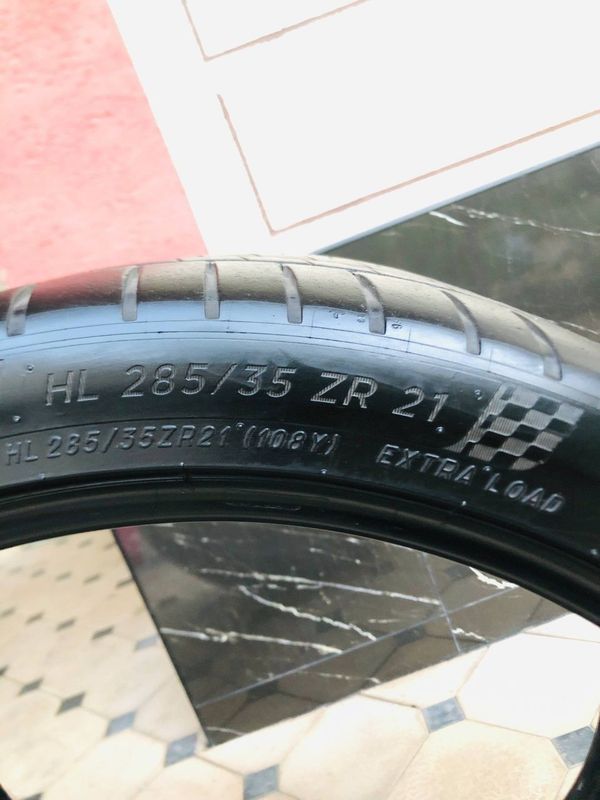 HL 285/35 ZR 21
HL 285/35ZR21 (108Y) EXTRA LOAD